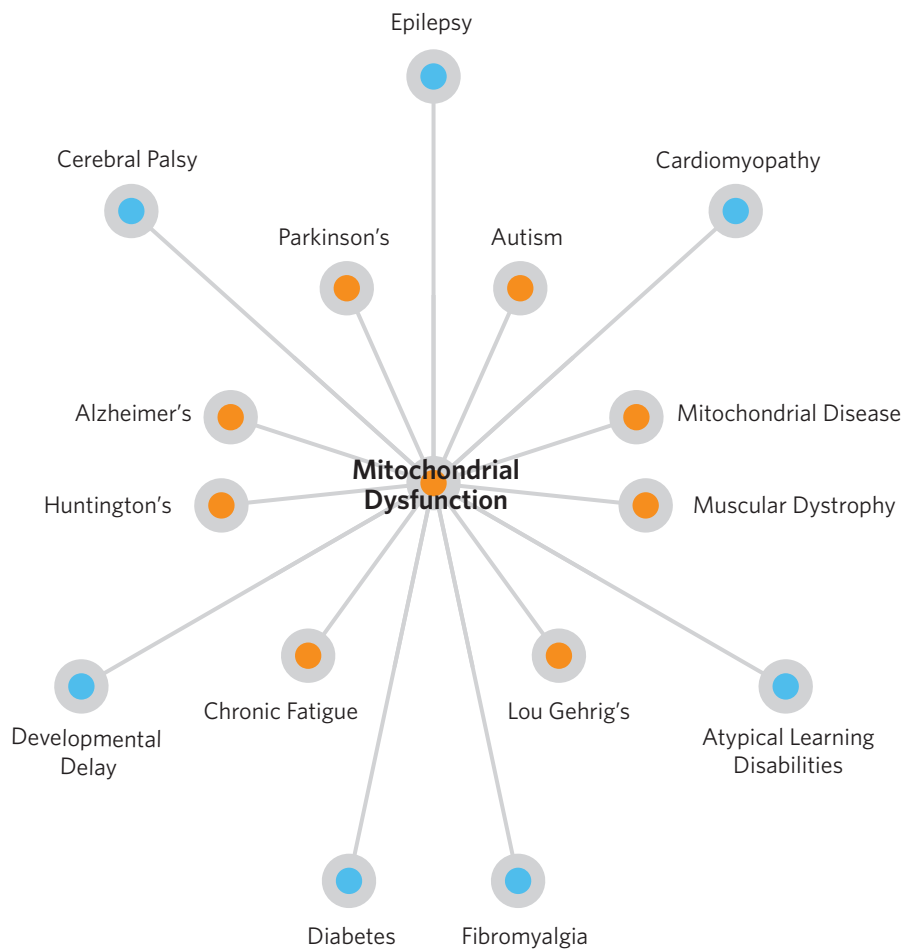 Epilepsy
Cerebral Palsy
Cardiomyopathy
Parkinson's
Autism
Alzheimer's
Mitochondrial Disease
Mitochondrial
Dysfunction
Huntington's
Muscular Dystrophy
Chronic Fatigue
Lou Gehrig's
Developmental
Delay
Atypical Learning
Disabilities
Diabetes
Fibromyalgia